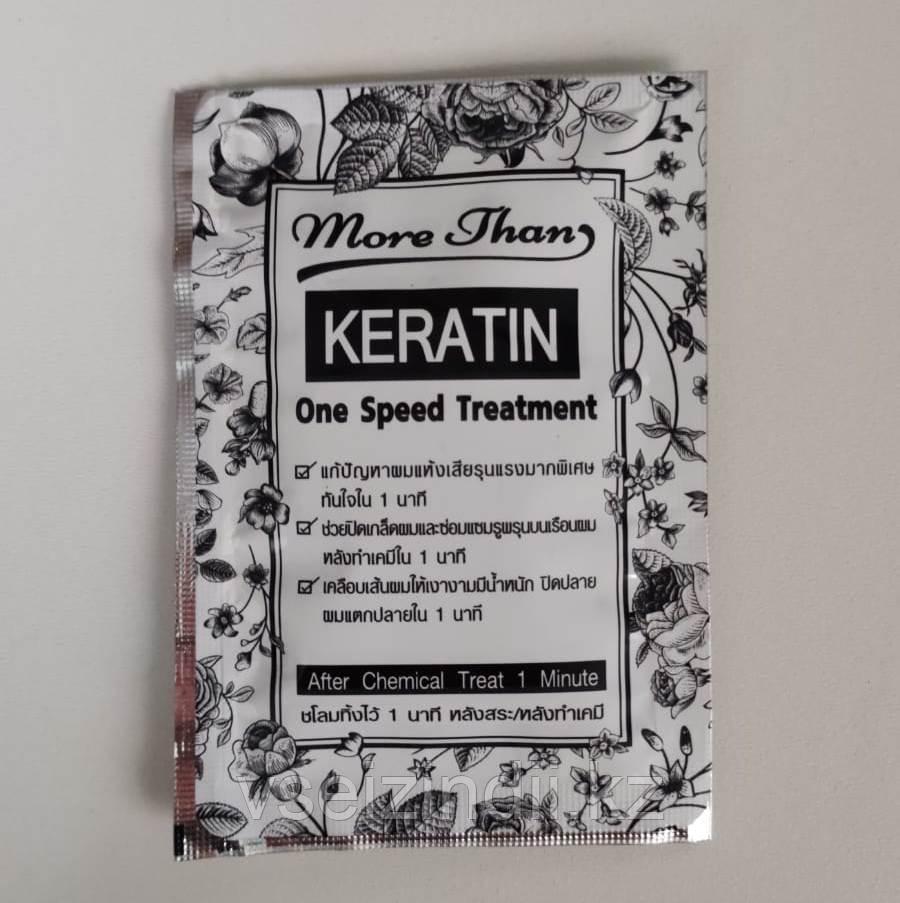 More Than
KERATIN
One Speed Treatment
แก้ปัญหาผมแห้งเสียรุนแรงมากพิเศษ
ทันใจใน 1 นาที
ช่วยปิดเกล็ดผมและซ่อมแซมรูพรุนบนเรือนผม
หลังทำเคมีใน 1 นาที
เคลือบเส้นผมให้เงางามมีน้ำหนัก ปิดปลาย
ผมแตกปลายใน 1 นาที
After Chemical Treat 1 Minute
ชโลมทิ้งไว้ 1 นาที หลังสระ/หลังทำเคมี
vseizindii.kz